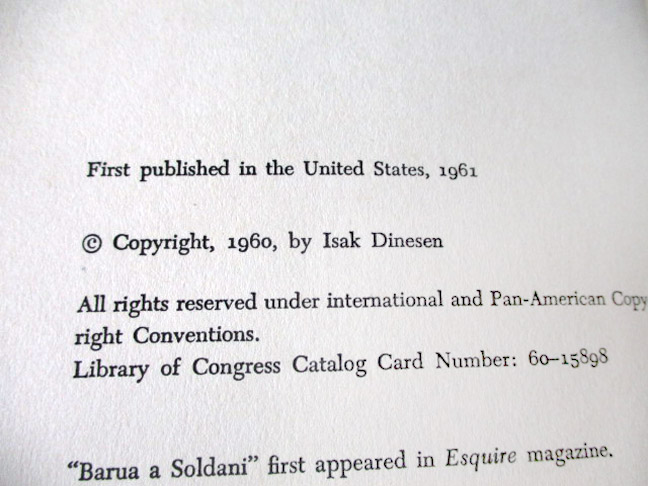 First published in the United States, 1961
© Copyright, 1960, by Isak Dinesen
All rights reserved under international and Pan-American Copy
right Conventions.
Library of Congress Catalog Card Number: 60–15898
"Barua a Soldani" first appeared in Esquire magazine.